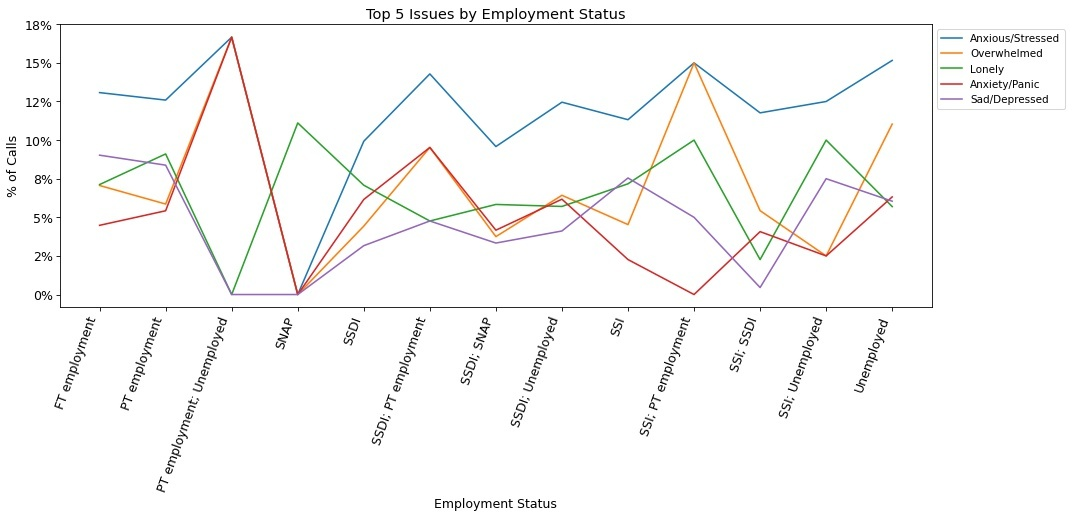 Top 5 Issues by Employment Status
18%
15%
12%
10%
8%
5%
2%
0%
% of Calls
Anxious/Stressed
Overwhelmed
Lonely
Anxiety/Panic
Sad/Depressed
FT employment
PT employment
PT employment; Unemployed
SNAP
SSDI
SSDI; PT employment
SSDI; SNAP
SSDI; Unemployed
SSI
SSI; PT employment
SSI; SSDI
SSI; Unemployed
Unemployed
Employment Status